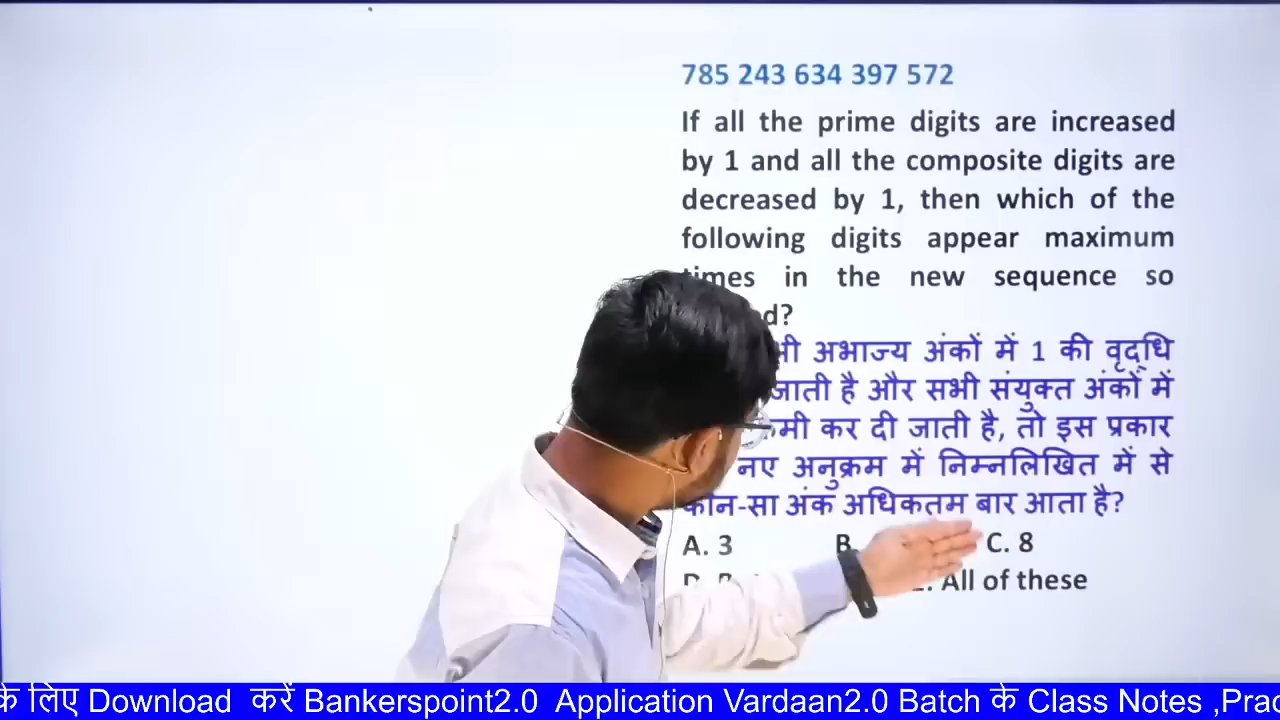 785 243 634 397 572
If all the prime digits are increased
by 1 and all the composite digits are
decreased by 1, then which of the
following digits appear maximum
times in the new sequence so
अभाज्य अंकों में 1 की वृद्धि
जाती है और सभी संयुक्त अंकों में
कर दी जाती है, तो इस प्रकार
नए अनुक्रम में निम्नलिखित में से
कौन-सा अंक अधिकतम बार आता है?
A. 3 B. C. 8
All of these
के लिए Download करें Bankerspoint2.0 Application Vardaan2.0 Batch के Class Notes ,Prac